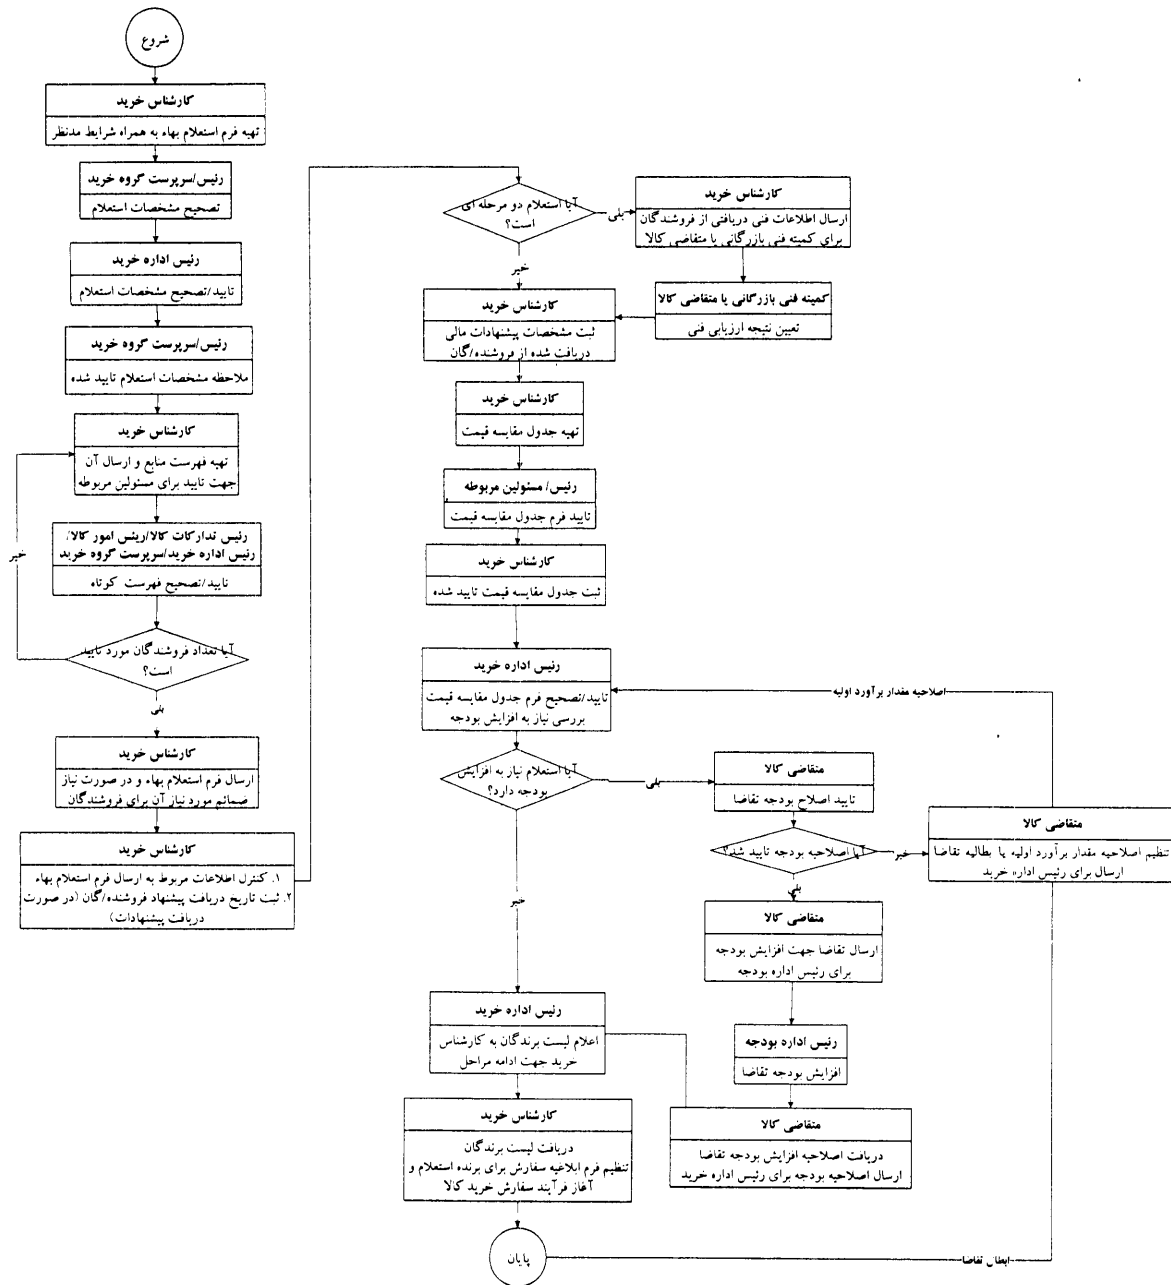 شروع
کارشناس خرید
تهیه فرم استعلام بهاء به همراه شرایط مدنظر
رئیس/سرپرست گروه خرید
تصحیح مشخصات استعلام
رئیس اداره خرید
تایید/تصحیح مشخصات استعلام
رئیس/سرپرست گروه خرید
ملاحظه مشخصات استعلام تایید شده
کارشناس خرید
تهیه فهرست منابع و ارسال آن
جهت تایید برای مسئولین مربوطه
رئیس تدارکات کالا/ریئس امور کالا/
رئیس اداره خرید/سرپرست گروه خرید
تایید/تصحیح فهرست کوتاه
خیر
آیا تعداد فروشندگان مورد تایید
است؟
بلی
کارشناس خرید
ارسال فرم استعلام بهاء و در صورت نیاز
ضمائم مورد نیاز آن برای فروشندگان
کارشناس خرید
۱. کنترل اطلاعات مربوط به ارسال فرم استعلام بهاء
۲. ثبت تاریخ دریافت پیشنهاد فروشنده/گان (در صورت
دریافت پیشنهادات)
آیا استعلام دو مرحله ای
است؟
بلی
کارشناس خرید
ارسال اطلاعات فنی دریافتی از فروشندگان
برای کمیته فنی بازرگانی یا متقاضی کالا
خیر
کمیته فنی بازرگانی یا متقاضی کالا
تعیین نتیجه ارزیابی فنی
کارشناس خرید
ثبت مشخصات پیشنهادات مالی
دریافت شده از فروشنده/گان
کارشناس خرید
تهیه جدول مقایسه قیمت
رئیس/ مسئولین مربوطه
تایید فرم جدول مقایسه قیمت
کارشناس خرید
ثبت جدول مقایسه قیمت تایید شده
رئیس اداره خرید
تایید/تصحیح فرم جدول مقایسه قیمت
بررسی نیاز به افزایش بودجه
اصلاحیه مقدار برآورد اولیه
آیا استعلام نیاز به افزایش
بودجه دارد؟
بلی
متقاضی کالا
تایید اصلاح بودجه تقاضا
آیا اصلاحیه بودجه تایید شد؟
خیر
متقاضی کالا
تنظیم اصلاحیه مقدار برآورد اولیه یا بطالیه تقاضا
ارسال برای رئیس اداره خرید
بلی
خیر
متقاضی کالا
ارسال تقاضا جهت افزایش بودجه
برای رئیس اداره بودجه
رئیس اداره بودجه
افزایش بودجه تقاضا
متقاضی کالا
دریافت اصلاحیه افزایش بودجه تقاضا
ارسال اصلاحیه بودجه برای رئیس اداره خرید
رئیس اداره خرید
اعلام لیست برندگان به کارشناس
خرید جهت ادامه مراحل
کارشناس خرید
دریافت لیست برندگان
تنظیم فرم ابلاغیه سفارش برای برنده استعلام و
آغاز فرآیند سفارش خرید کالا
پایان
ابطال تقاضا